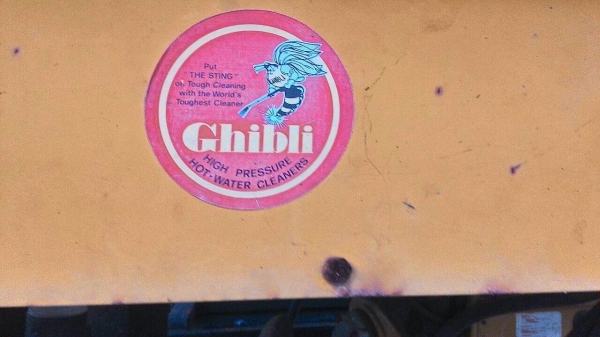 Put
"THE STING"
on Tough Cleaning
with the World's
Toughest Cleaner
Ghibli
HIGH PRESSURE
HOT-WATER CLEANERS